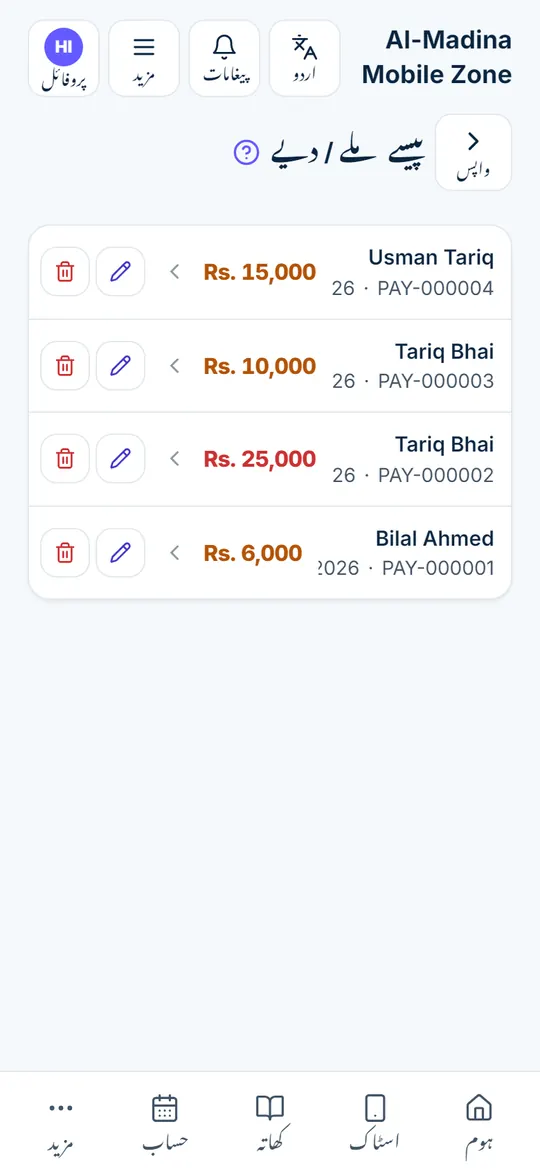 Al-Madina
Mobile Zone
اردو
پیغامات
مزید
HI
پروفائل
واپس
پیسے ملے / دیے
?
Usman Tariq
26 · PAY-000004
Rs. 15,000
Tariq Bhai
26 · PAY-000003
Rs. 10,000
Tariq Bhai
26 · PAY-000002
Rs. 25,000
Bilal Ahmed
2026 · PAY-000001
Rs. 6,000
ہوم
اسٹاک
کھاتہ
حساب
مزید